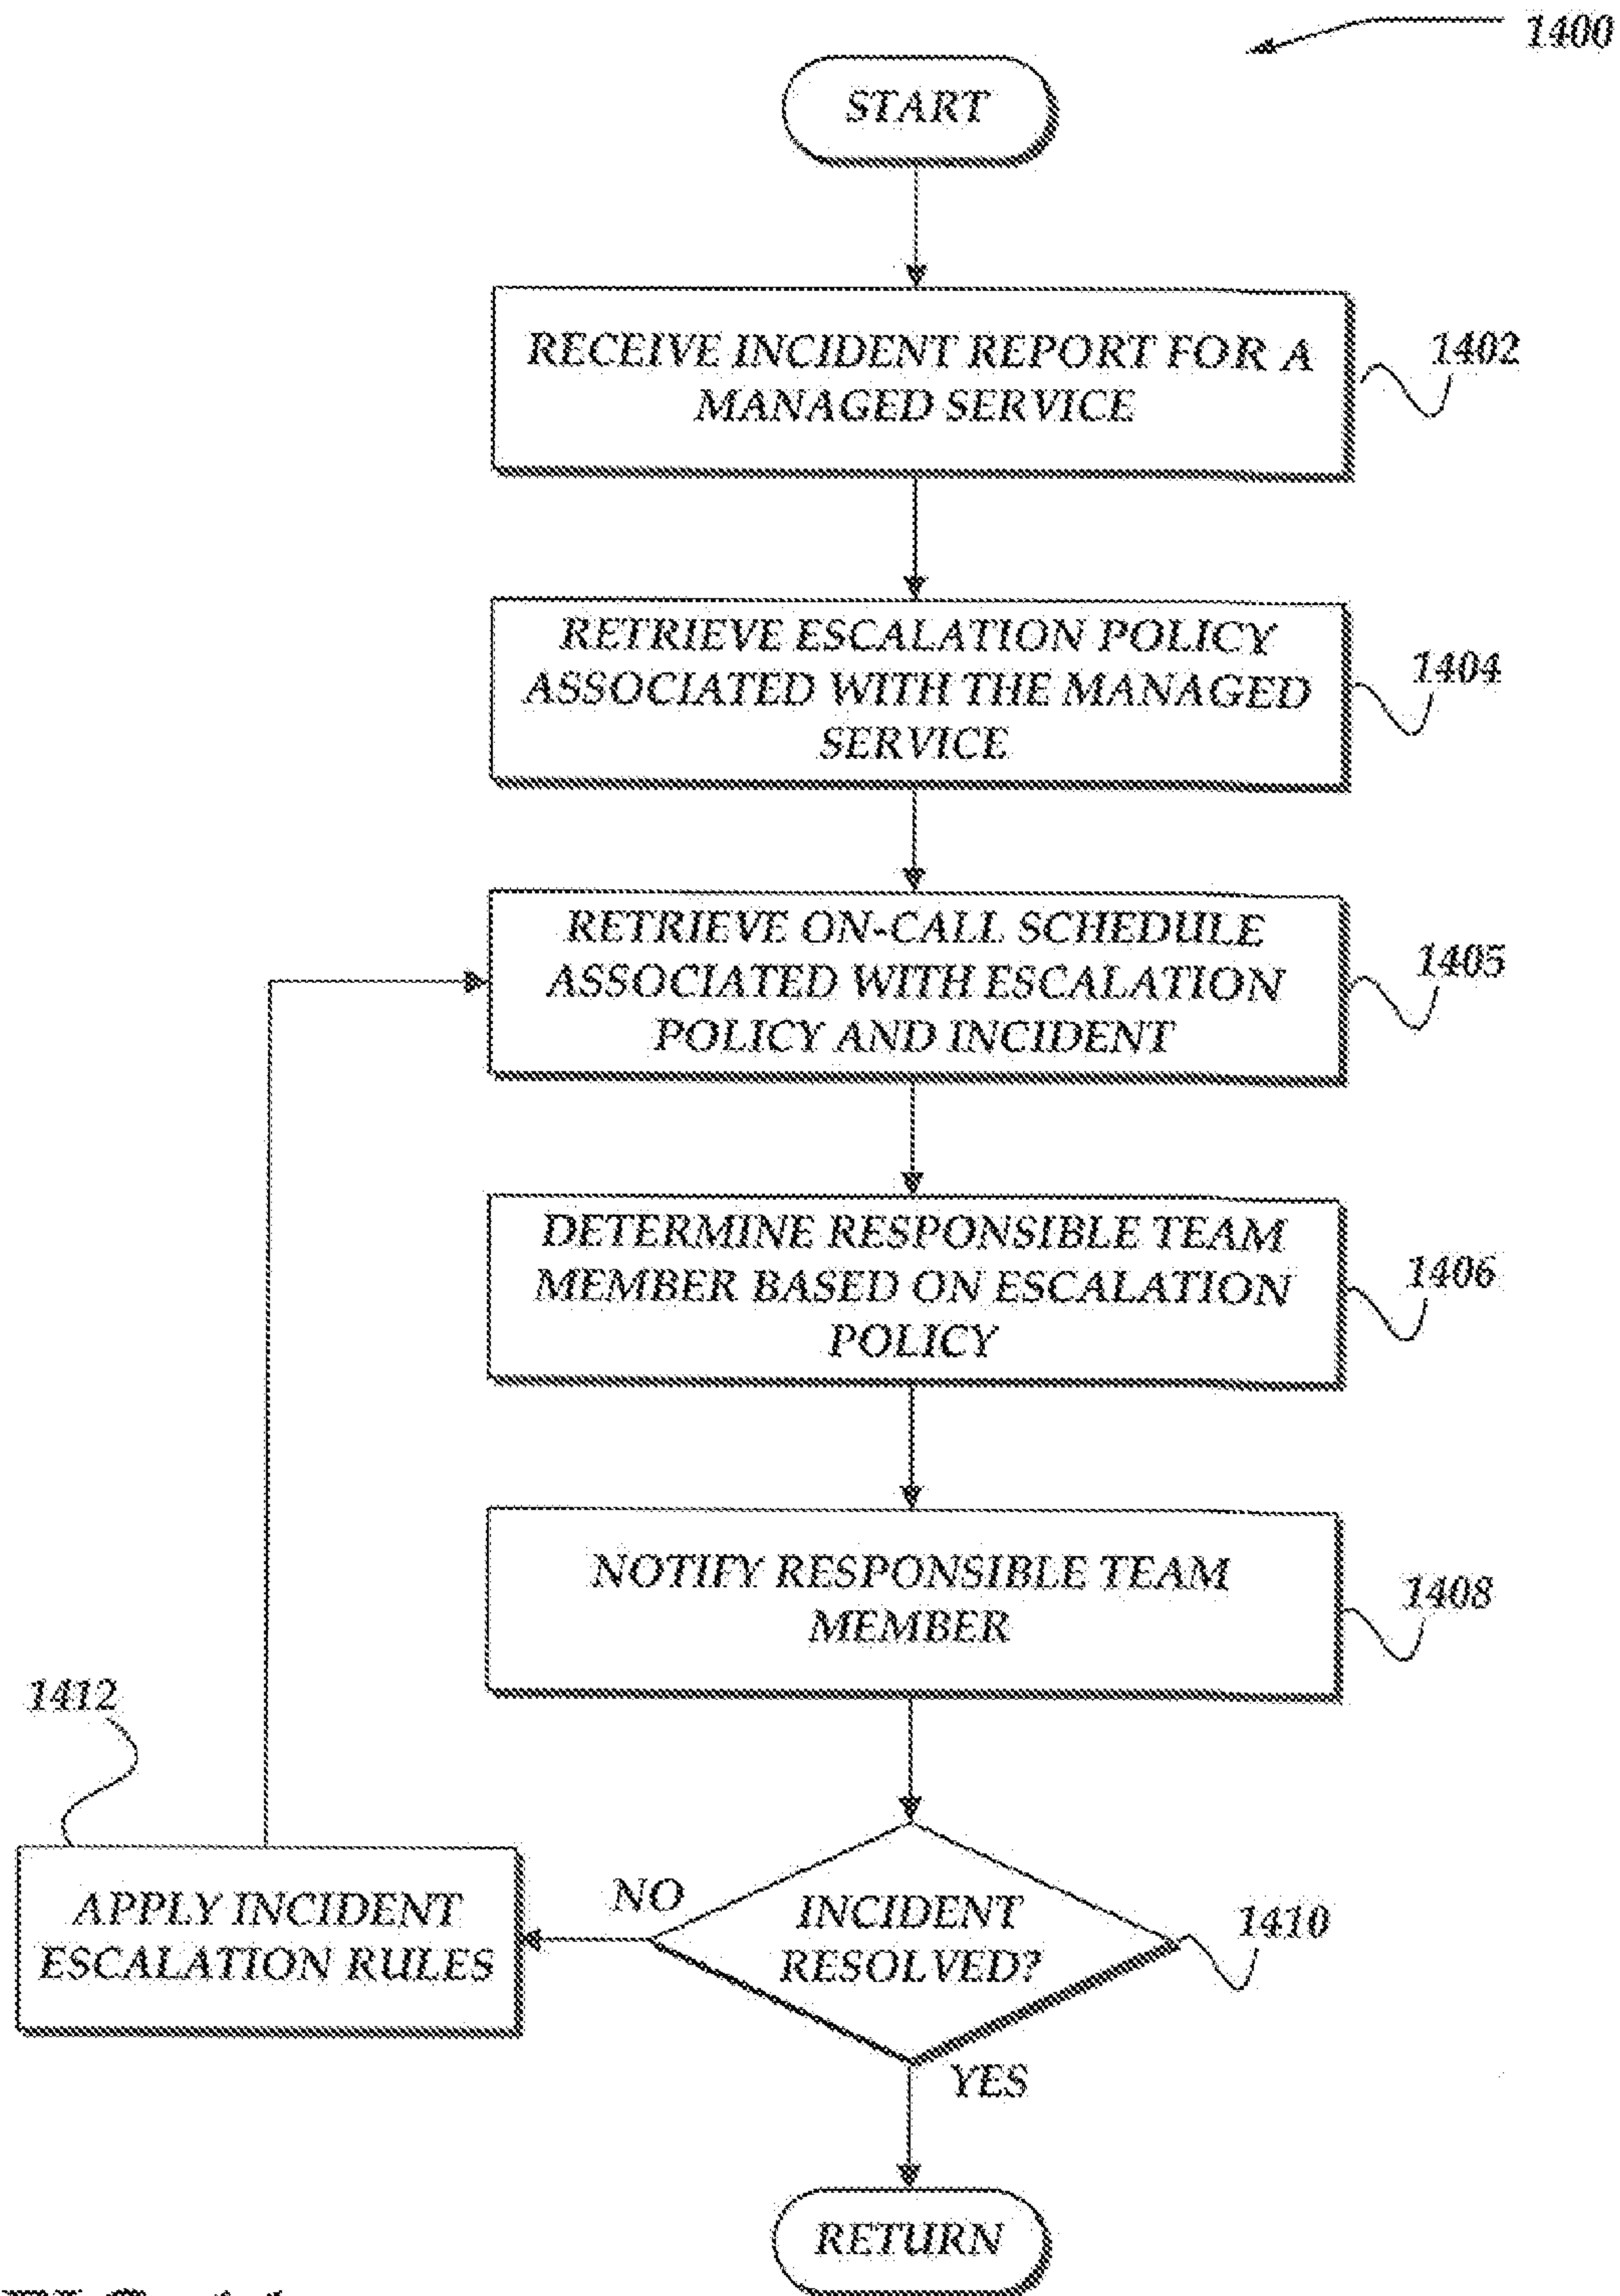 1400
START
RECEIVE INCIDENT REPORT FOR A
MANAGED SERVICE
1402
RETRIEVE ESCALATION POLICY
ASSOCIATED WITH THE MANAGED
SERVICE
1404
RETRIEVE ON-CALL SCHEDULE
ASSOCIATED WITH ESCALATION
POLICY AND INCIDENT
1405
DETERMINE RESPONSIBLE TEAM
MEMBER BASED ON ESCALATION
POLICY
1406
NOTIFY RESPONSIBLE TEAM
MEMBER
1408
1412
APPLY INCIDENT
ESCALATION RULES
NO
INCIDENT
RESOLVED?
1410
YES
RETURN